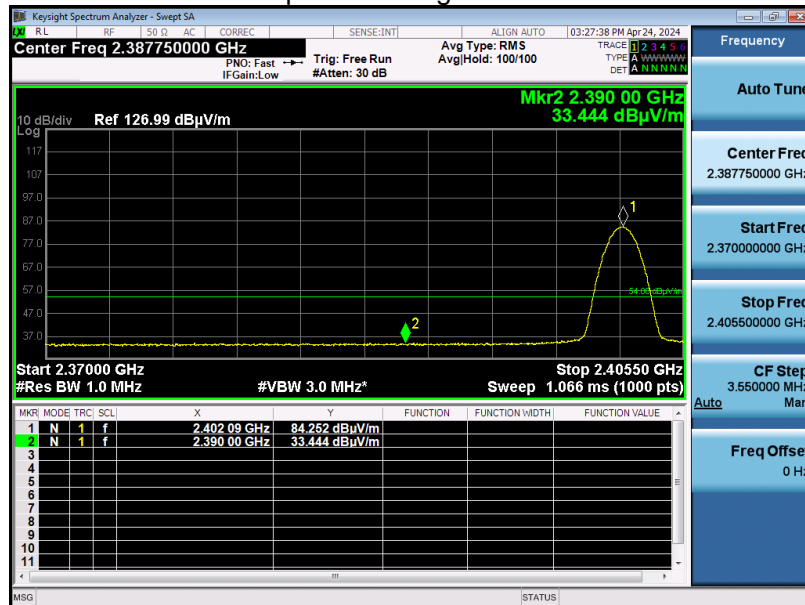 Keysight Spectrum Analyzer - Swept SA
LXI RL RF 50 Ω AC CORREC SENSE:INT ALIGN AUTO 03:27:38 PM Apr 24, 2024
Center Freq 2.387750000 GHz
PNO: Fast
IFGain:Low
Trig: Free Run
#Atten: 30 dB
Avg Type: RMS
Avg|Hold: 100/100
TRACE 1 2 3 4 5 6
TYPE A WWWWW
DET A N N N N N
Mkr2 2.390 00 GHz
33.444 dBµV/m
10 dB/div Ref 126.99 dBµV/m
Log
117
107
97.0
87.0
77.0
67.0
57.0
47.0
37.0
1
2
54.00 dBµV/m
Start 2.37000 GHz Stop 2.40550 GHz
#Res BW 1.0 MHz #VBW 3.0 MHz* Sweep 1.066 ms (1000 pts)
MKR MODE TRC SCL X Y FUNCTION FUNCTION WIDTH FUNCTION VALUE
1 N 1 f 2.402 09 GHz 84.252 dBµV/m
2 N 1 f 2.390 00 GHz 33.444 dBµV/m
3
4
5
6
7
8
9
10
11
MSG STATUS
Frequency
Auto Tune
Center Freq
2.387750000 GHz
Start Freq
2.370000000 GHz
Stop Freq
2.405500000 GHz
CF Step
3.550000 MHz
Auto Man
Freq Offset
0 Hz